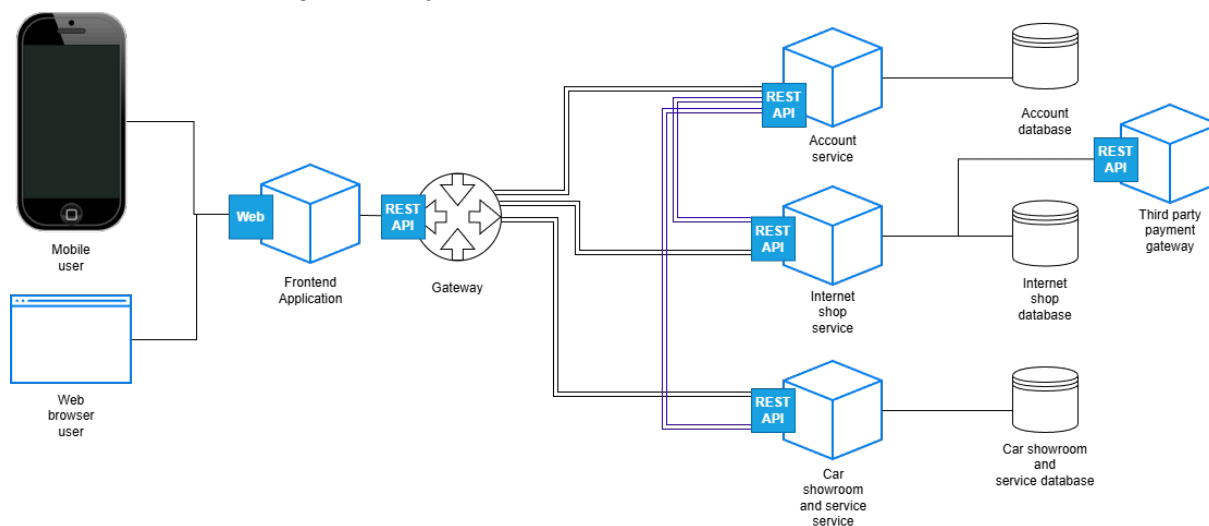 REST
API
Account
service
Account
database
REST
API
Third party
payment
gateway
Mobile
user
Web
Frontend
Application
REST
API
Gateway
REST
API
Internet
shop
service
Internet
shop
database
Web
browser
user
REST
API
Car
showroom
and service
service
Car showroom
and
service database